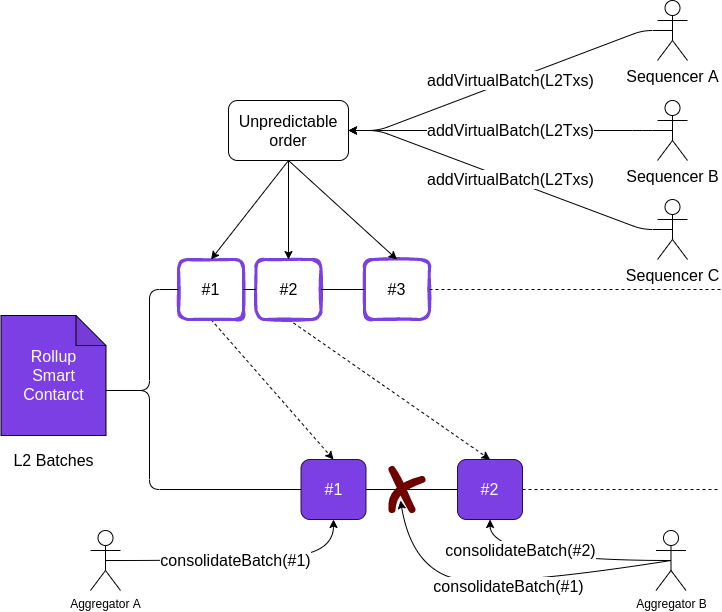 Sequencer A
addVirtualBatch(L2Txs)
Unpredictable
order
addVirtualBatch(L2Txs)
Sequencer B
addVirtualBatch(L2Txs)
Sequencer C
#1
#2
#3
Rollup
Smart
Contarct
L2 Batches
#1
#2
consolidateBatch(#1)
consolidateBatch(#2)
consolidateBatch(#1)
Aggregator A
Aggregator B